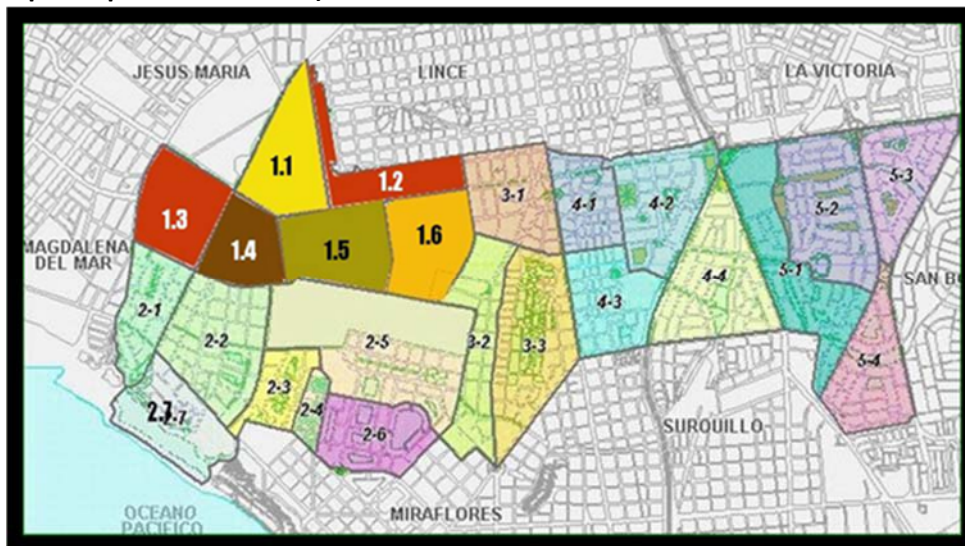 JESUS MARIA
LINCE
LA VICTORIA
1.1
1.2
1.3
1.4
1.5
1.6
3-1
4-1
4-2
5-2
5-3
MAGDALENA
DEL MAR
SAN BO
2-1
2-2
2-5
3-2
3-3
4-3
4-4
5-1
5-4
2-3
2-4
2.7
2-6
SURQUILLO
MIRAFLORES
OCEANO
PACIFICO